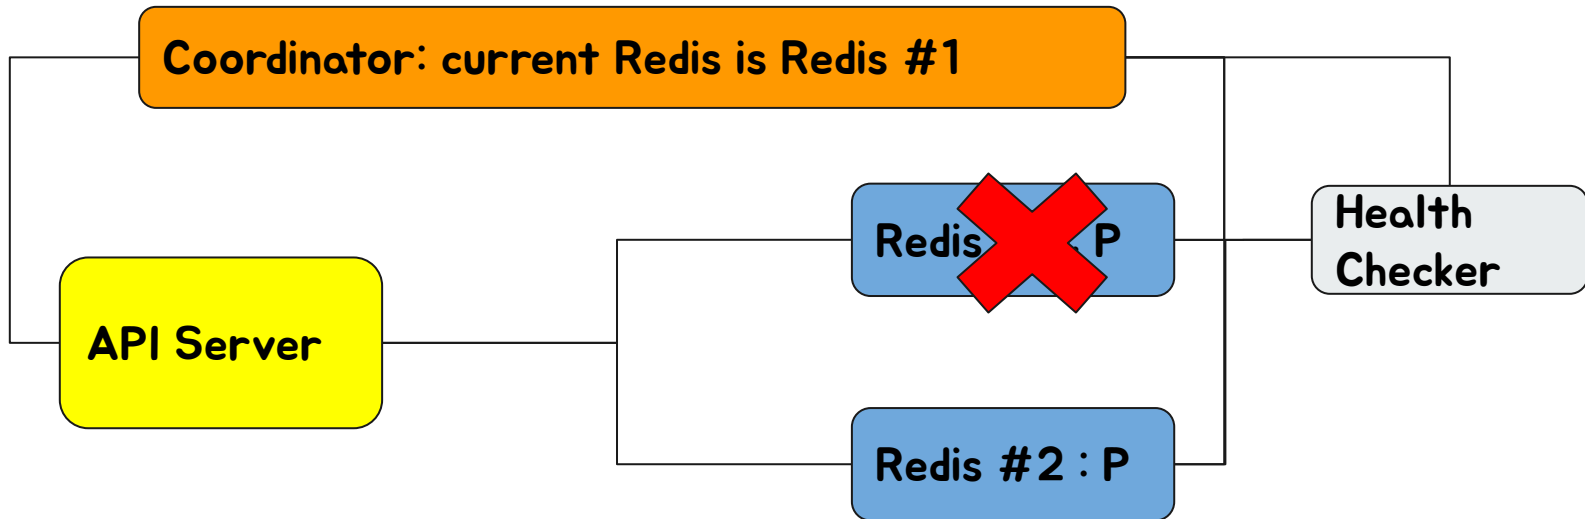 Coordinator: current Redis is Redis #1
Redis P
Health
Checker
API Server
Redis #2 : P